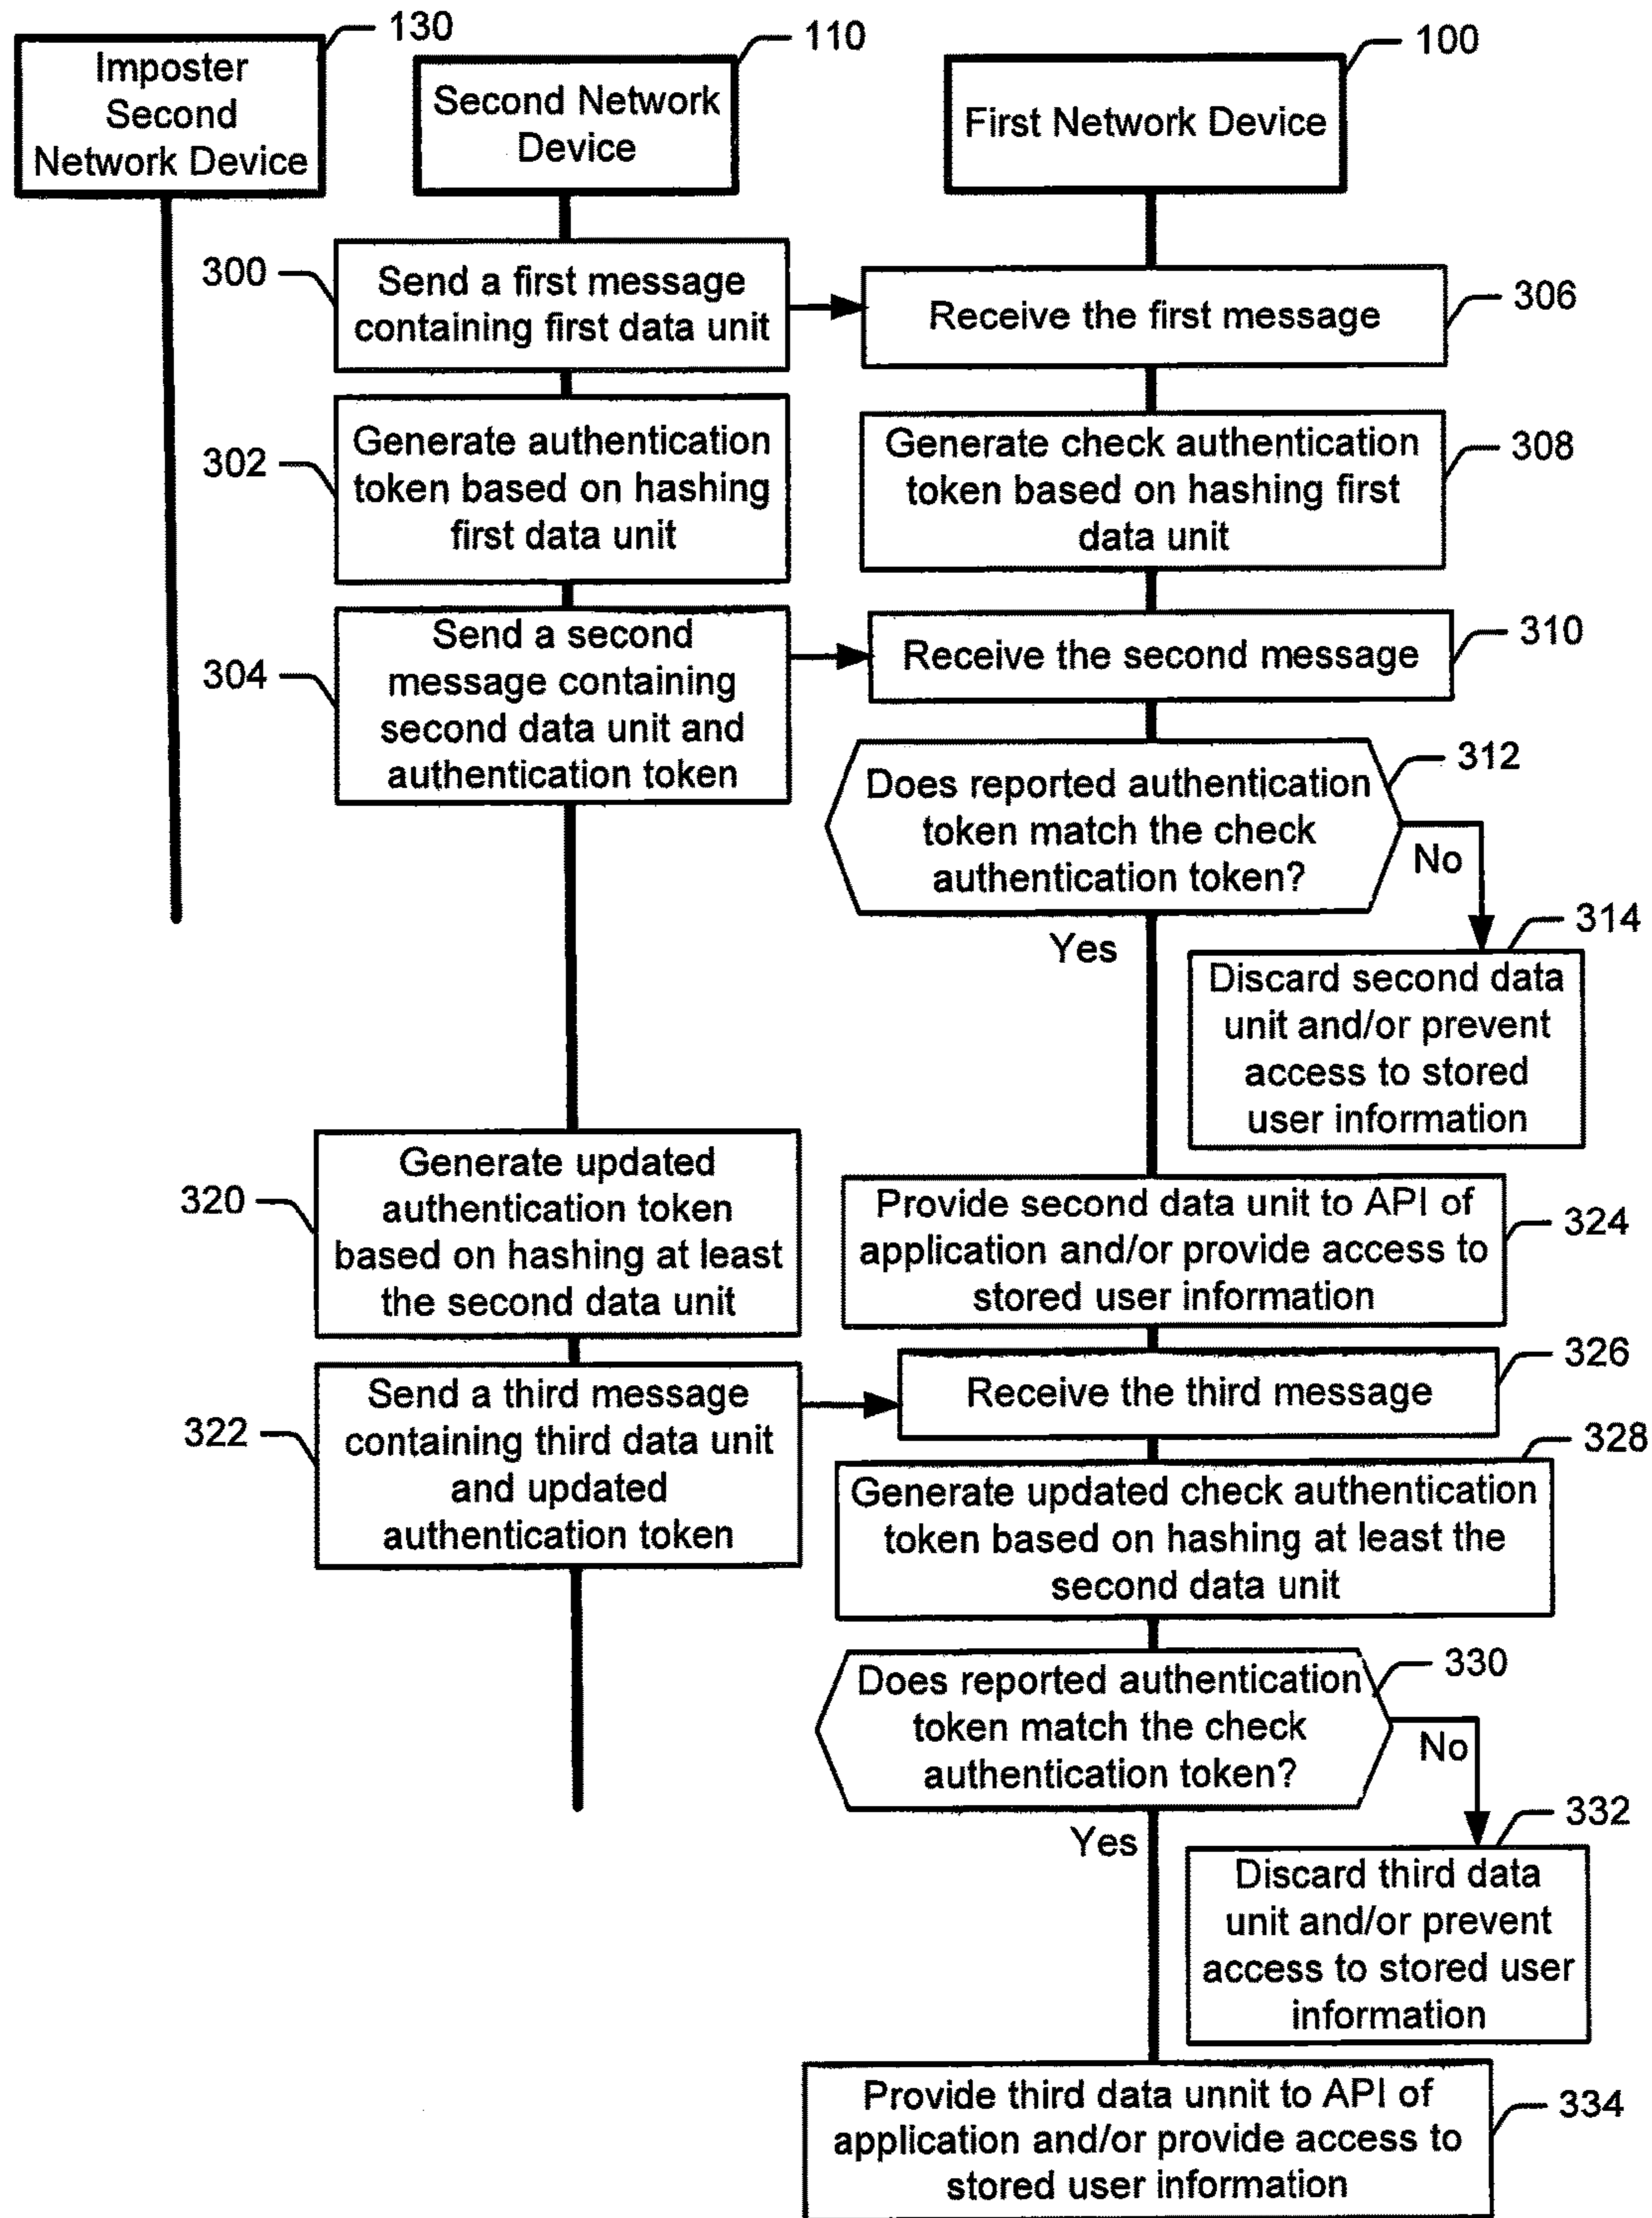 130
Imposter
Second
Network Device
110
Second Network
Device
100
First Network Device
300
Send a first message
containing first data unit
306
Receive the first message
302
Generate authentication
token based on hashing
first data unit
308
Generate check authentication
token based on hashing first
data unit
304
Send a second
message containing
second data unit and
authentication token
310
Receive the second message
312
Does reported authentication
token match the check
authentication token?
No
Yes
314
Discard second data
unit and/or prevent
access to stored
user information
320
Generate updated
authentication token
based on hashing at least
the second data unit
324
Provide second data unit to API of
application and/or provide access to
stored user information
322
Send a third message
containing third data unit
and updated
authentication token
326
Receive the third message
328
Generate updated check authentication
token based on hashing at least the
second data unit
330
Does reported authentication
token match the check
authentication token?
No
Yes
332
Discard third data
unit and/or prevent
access to stored user
information
334
Provide third data unnit to API of
application and/or provide access to
stored user information